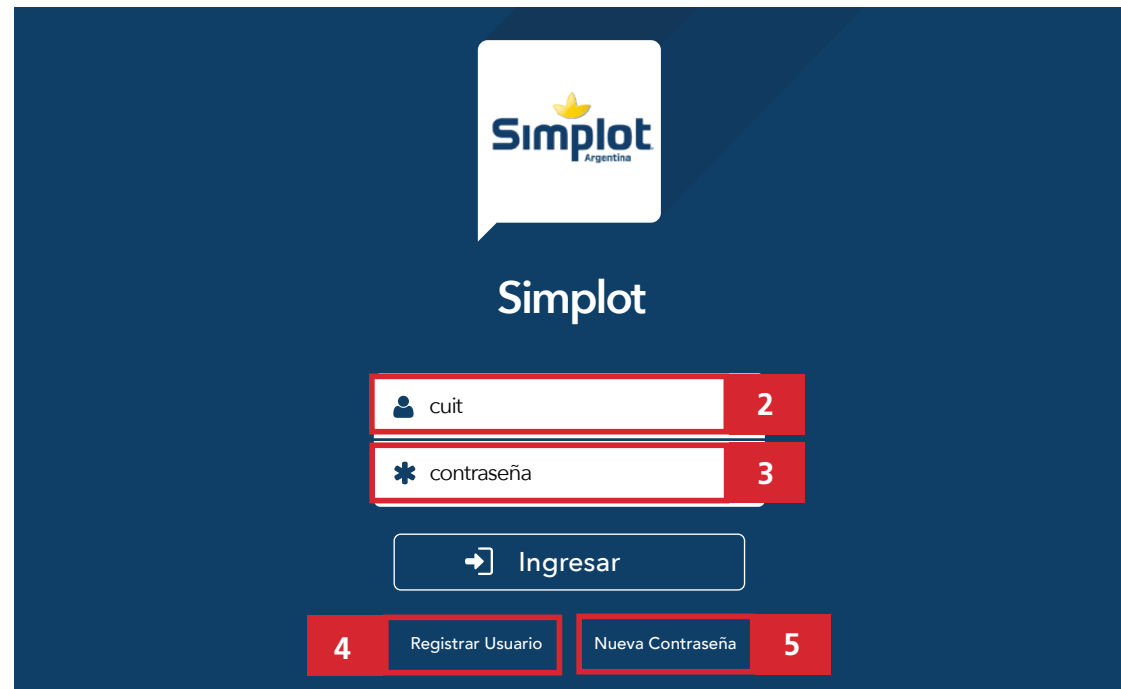 Simplot
Argentina
Simplot
cuit 2
contraseña 3
Ingresar
4 Registrar Usuario Nueva Contraseña 5